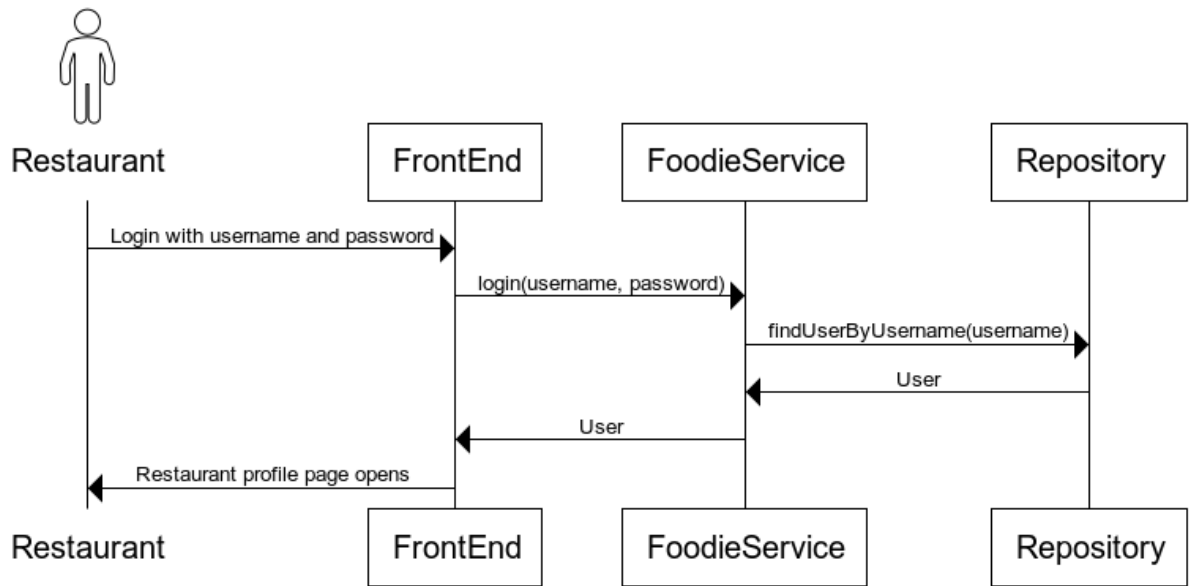 Restaurant
FrontEnd
FoodieService
Repository
Login with username and password
login(username, password)
findUserByUsername(username)
User
User
Restaurant profile page opens
Restaurant
FrontEnd
FoodieService
Repository